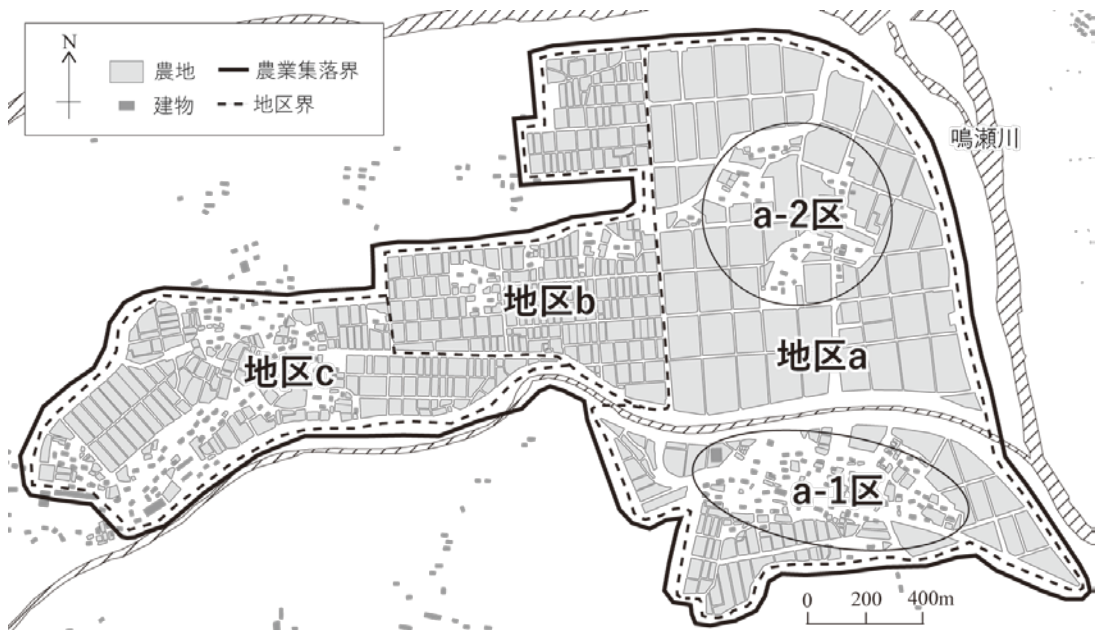 N
農地
農業集落界
建物
地区界
鳴瀬川
a-2区
地区b
地区a
地区c
a-1区
0 200 400m